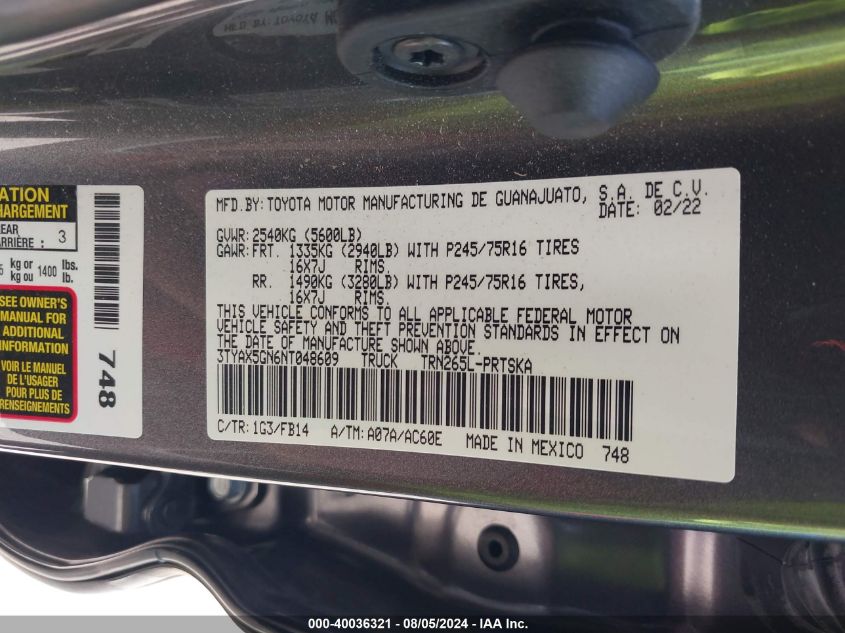 MFD.BY:TOYOTA MOTOR MANUFACTURING DE GUANAJUATO, S.A. DE C.V.
DATE: 02/22
GVWR:2540KG (5600LB)
GAWR:FRT. 1335KG (2940LB) WITH P245/75R16 TIRES
16X7J RIMS.
RR. 1490KG (3280LB) WITH P245/75R16 TIRES,
16X7J RIMS.
THIS VEHICLE CONFORMS TO ALL APPLICABLE FEDERAL MOTOR
VEHICLE SAFETY AND THEFT PREVENTION STANDARDS IN EFFECT ON
THE DATE OF MANUFACTURE SHOWN ABOVE.
3TYAX5GN6NT048609 TRUCK TRN265L-PRTSKA
C/TR:1G3/FB14 A/TM:A07A/AC60E MADE IN MEXICO 748
3
kg or 1400 lbs.
kg ou lb.
SEE OWNER'S
MANUAL FOR
ADDITIONAL
INFORMATION
VOIR LE MANUEL
DE L'USAGER
POUR PLUS DE
RENSEIGNEMENTS
748
000-40036321 - 08/05/2024 - IAA Inc.